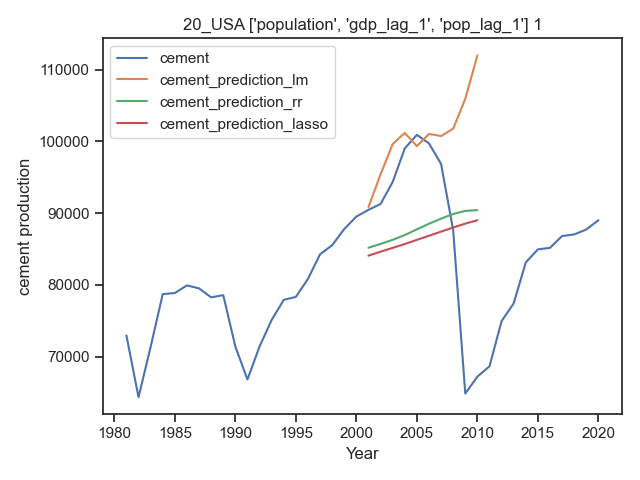 20_USA ['population', 'gdp_lag_1', 'pop_lag_1'] 1
cement
cement_prediction_lm
cement_prediction_rr
cement_prediction_lasso
cement production
110000
100000
90000
80000
70000
1980 1985 1990 1995 2000 2005 2010 2015 2020
Year